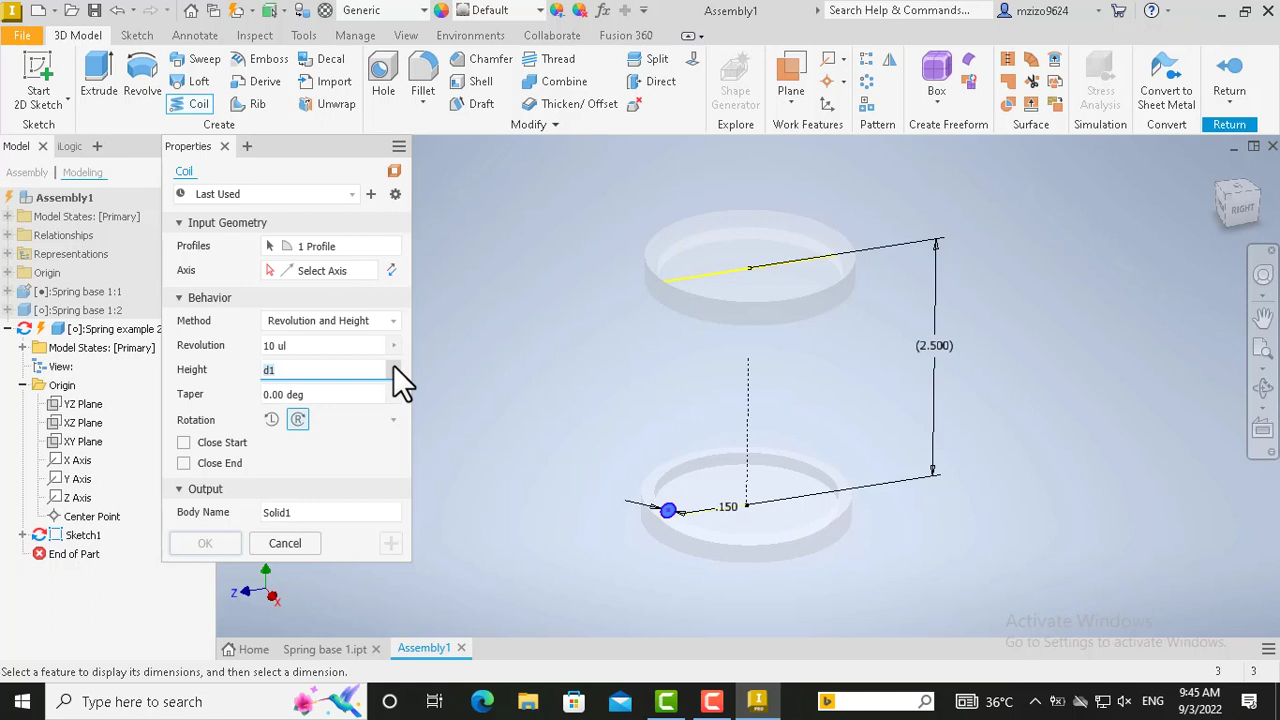 Generic
Default
Assembly1
Search Help & Commands...
mzizo9624
File
3D Model
Sketch
Annotate
Inspect
Tools
Manage
View
Environments
Collaborate
Fusion 360
Start
2D Sketch
Extrude
Revolve
Sweep
Loft
Coil
Emboss
Derive
Rib
Decal
Import
Unwrap
Hole
Fillet
Chamfer
Shell
Draft
Thread
Combine
Thicken/ Offset
Split
Direct
Shape
Generator
Plane
Box
Stress
Analysis
Convert to
Sheet Metal
Return
Sketch
Create
Modify
Explore
Work Features
Pattern
Create Freeform
Surface
Simulation
Convert
Return
Model
iLogic
Assembly
Modeling
Assembly1
Model States: [Primary]
Relationships
Representations
Origin
[•]:Spring base 1:1
[o]:Spring base 1:2
[o]:Spring example 2
Model States: [Primary]
View:
Origin
YZ Plane
XZ Plane
XY Plane
X Axis
Y Axis
Z Axis
Center Point
Sketch1
End of Part
Properties
Coil
Last Used
Input Geometry
Profiles
1 Profile
Axis
Select Axis
Behavior
Method
Revolution and Height
Revolution
10 ul
Height
d1
Taper
0.00 deg
Rotation
Close Start
Close End
Output
Body Name
Solid1
OK
Cancel
RIGHT
(2.500)
.150
Z
X
Activate Windows
Go to Settings to activate Windows.
Home
Spring base 1.ipt
Assembly1
Select a feature to display its dimensions, and then select a dimension.
3
3
Type here to search
36°C
ENG
9:45 AM
9/3/2022